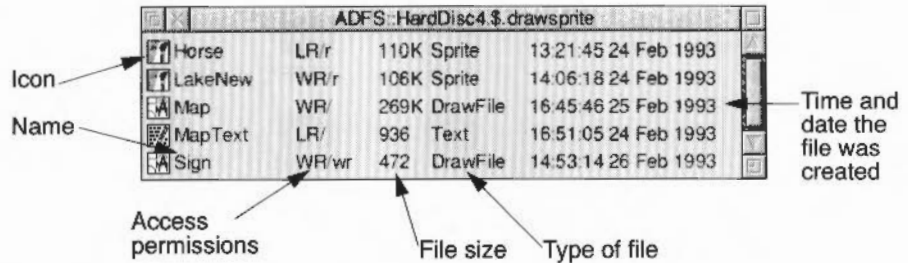 ADFS::HardDisc4.$.drawsprite
Horse LR/r 110K Sprite 13:21:45 24 Feb 1993
LakeNew WR/r 106K Sprite 14:06:18 24 Feb 1993
Map WR/ 269K DrawFile 16:45:46 25 Feb 1993
MapText LR/ 936 Text 16:51:05 24 Feb 1993
Sign WR/wr 472 DrawFile 14:53:14 26 Feb 1993
Icon
Name
Time and
date the
file was
created
Access
permissions
File size
Type of file